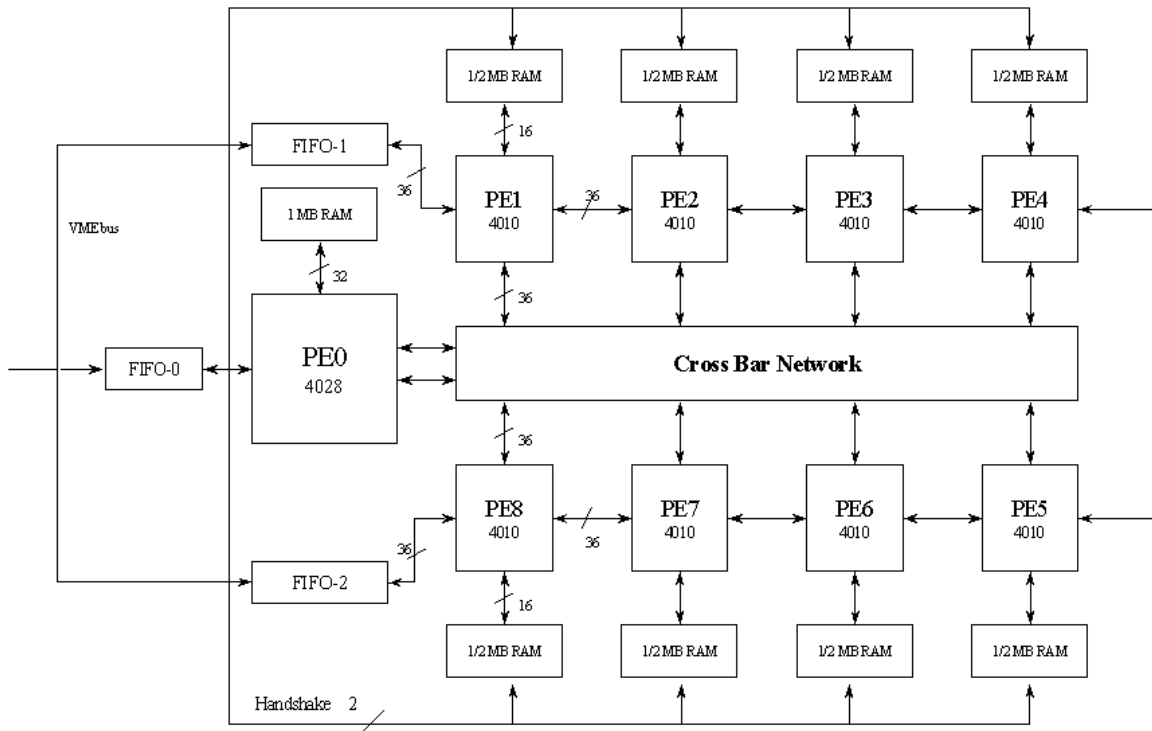 1/2 MB RAM 1/2 MB RAM 1/2 MB RAM 1/2 MB RAM
16
FIFO-1
36
PE1 36 PE2 PE3 PE4
4010 4010 4010 4010
1 MB RAM
VMEbus
32
36
PE0
4028
FIFO-0
Cross Bar Network
36
PE8 PE7 PE6 PE5
4010 4010 4010 4010
36
36
FIFO-2
16
1/2 MB RAM 1/2 MB RAM 1/2 MB RAM 1/2 MB RAM
Handshake 2